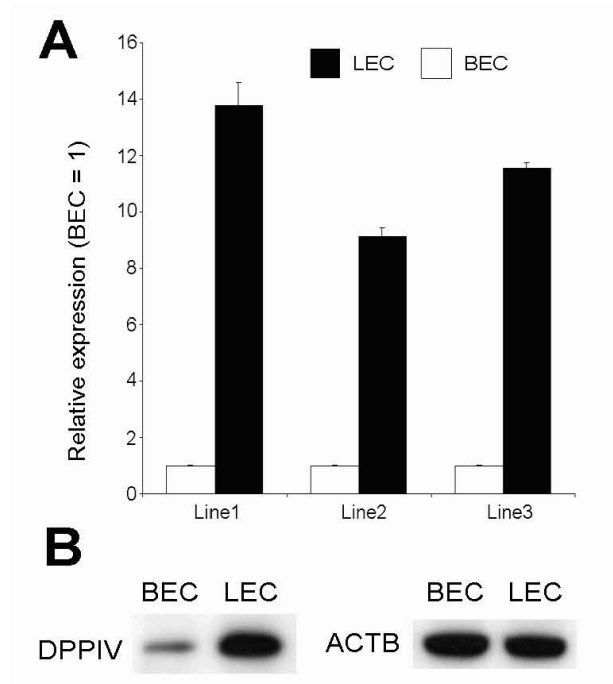 A
16
14
12
10
8
6
4
2
0
Relative expression (BEC = 1)
LEC BEC
Line1 Line2 Line3
B
BEC LEC
DPPIV
BEC LEC
ACTB